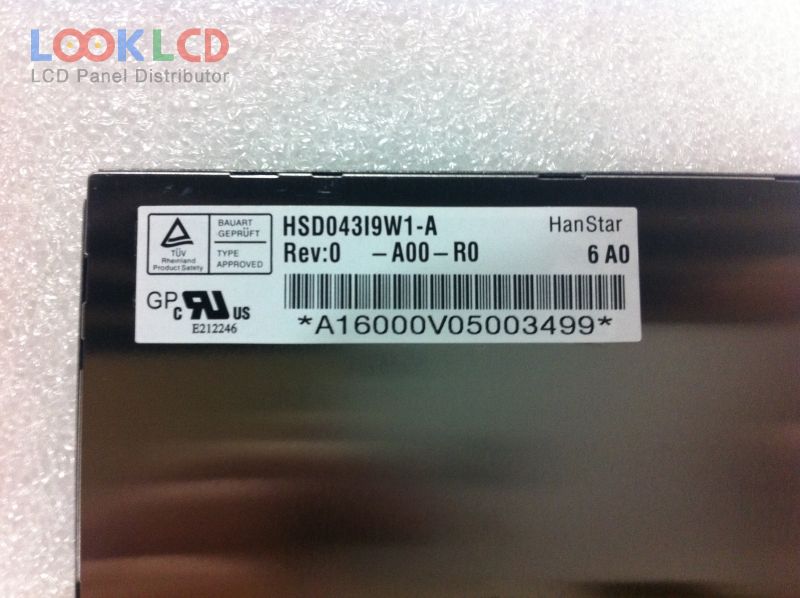 LOOKLCD
LCD Panel Distributor
TÜV
Rheinland
Product Safety
BAUART
GEPRÜFT
TYPE
APPROVED
HSD043I9W1-A
HanStar
Rev:0 -A00-R0
6 A0
GP
c RU US
E212246
*A16000V05003499*